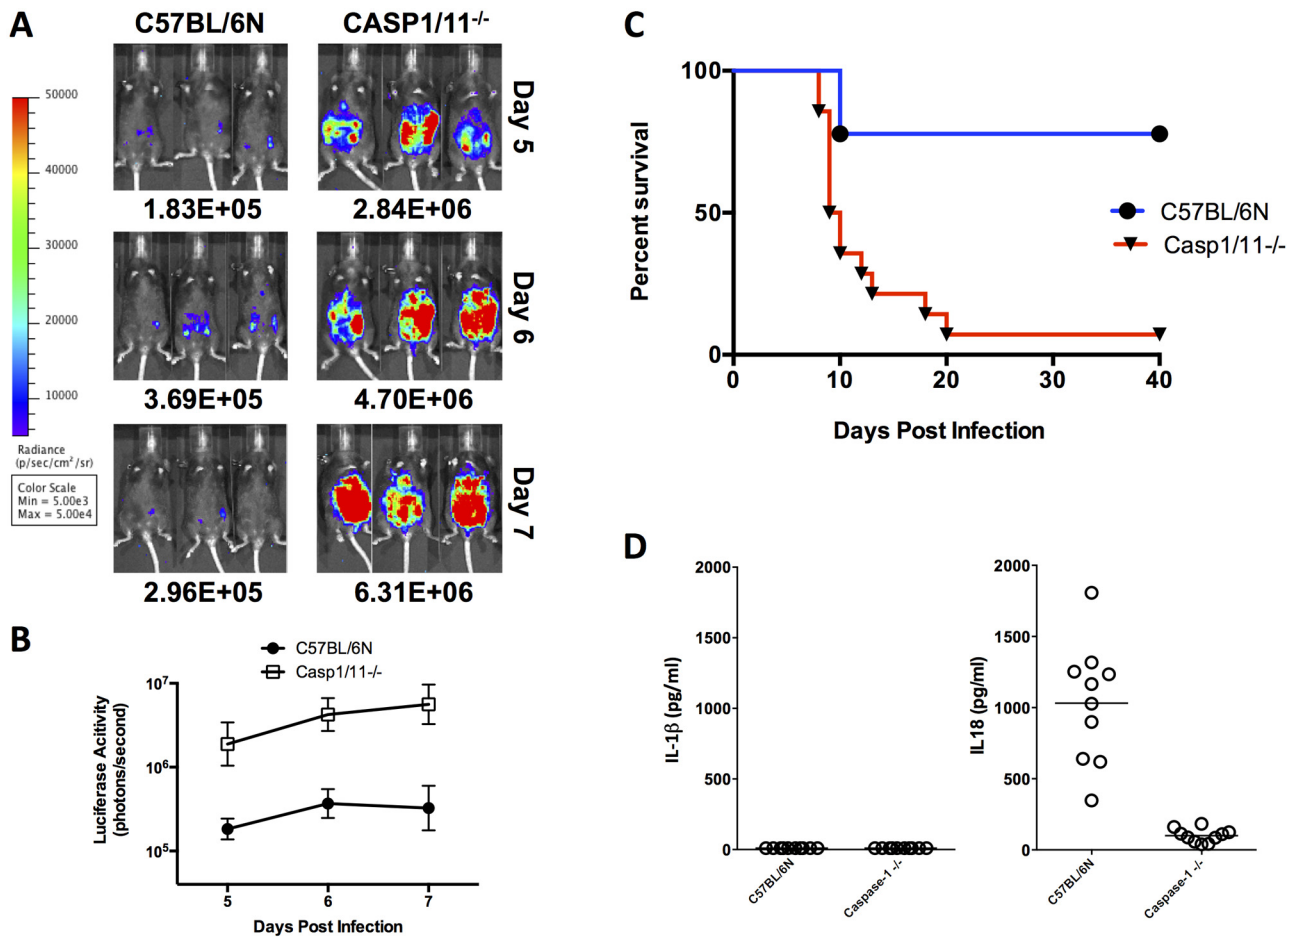 A
C57BL/6N
CASP1/11-/-
50000
40000
30000
20000
10000
Radiance
(p/sec/cm²/sr)
Color Scale
Min = 5.00e3
Max = 5.00e4
Day 5
1.83E+05
2.84E+06
Day 6
3.69E+05
4.70E+06
Day 7
2.96E+05
6.31E+06
B
C57BL/6N
Casp1/11-/-
Luciferase Acitivity
(photons/second)
10⁷
10⁶
10⁵
5
6
7
Days Post Infection
C
Percent survival
100
50
0
0
10
20
30
40
Days Post Infection
C57BL/6N
Casp1/11-/-
D
IL-1β (pg/ml)
2000
1500
1000
500
0
C57BL/6N
Caspase-1 -/-
IL18 (pg/ml)
2000
1500
1000
500
0
C57BL/6N
Caspase-1 -/-